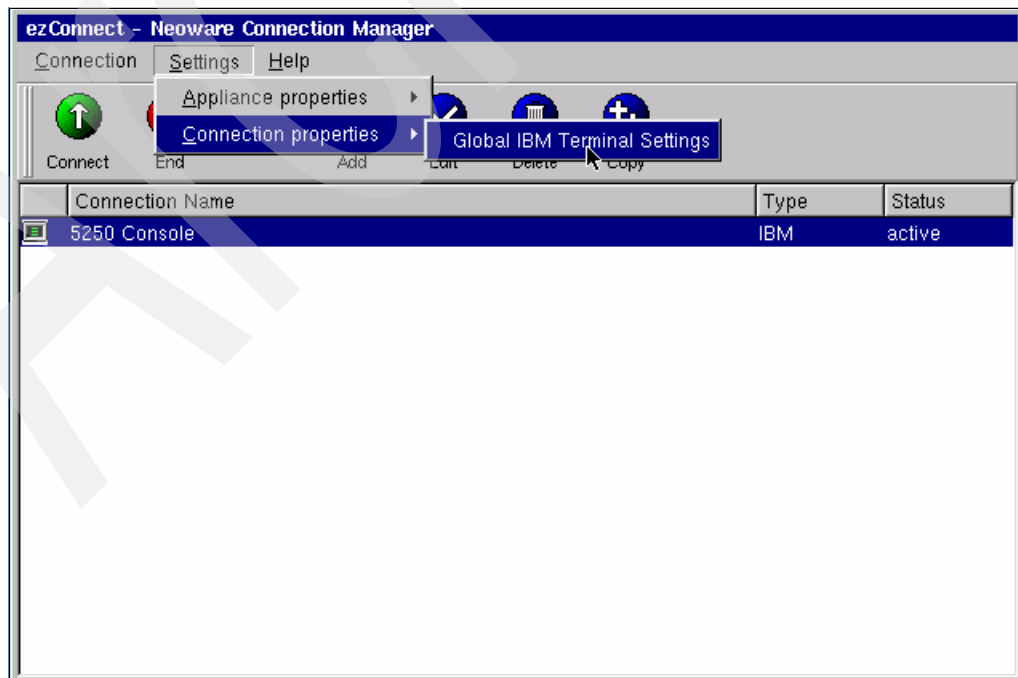 ezConnect – Neoware Connection Manager
Connection Settings Help
Appliance properties
Connection properties
Global IBM Terminal Settings
Connect End Add Edit Delete Copy
Connection Name Type Status
5250 Console IBM active